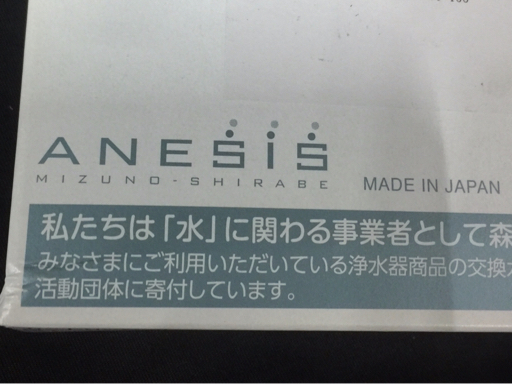 ANESIS
MIZUNO-SHIRABE
MADE IN JAPAN
私たちは「水」に関わる事業者として森
みなさまにご利用いただいている浄水器商品の交換
活動団体に寄付しています。